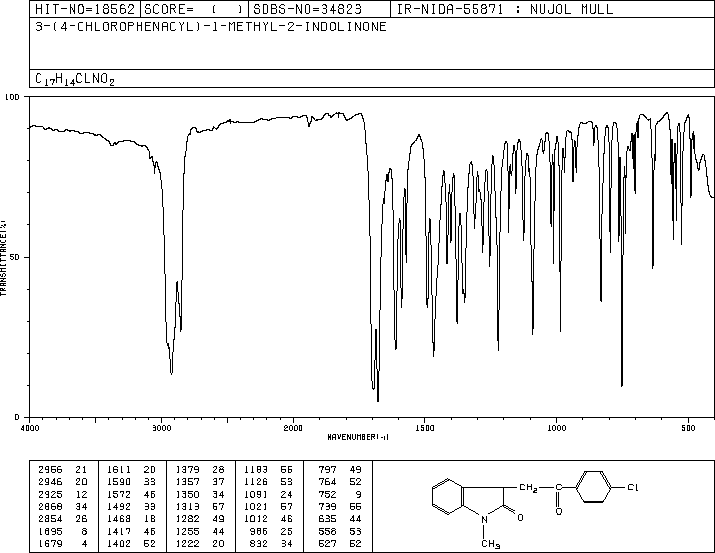 HIT-NO=18562 SCORE= ( ) SDBS-NO=34823 IR-NIDA-55871 : NUJOL MULL
3-(4-CHLOROPHENACYL)-1-METHYL-2-INDOLINONE
C17H14CLNO2
100
TRANSMITTANCE(%)
50
0
4000 3000 2000 1500 1000 500
WAVENUMBER(-1)
2956 21 1611 20 1379 28 1183 55 797 49
2946 20 1590 33 1357 37 1126 53 764 52
2925 12 1572 46 1350 34 1091 24 752 9
2868 34 1492 33 1313 57 1021 57 739 55
2854 26 1468 18 1282 49 1012 46 635 44
1695 8 1417 46 1255 44 986 25 558 53
1679 4 1402 52 1222 20 832 34 527 52
CH2 C Cl
O
O
N
CH3